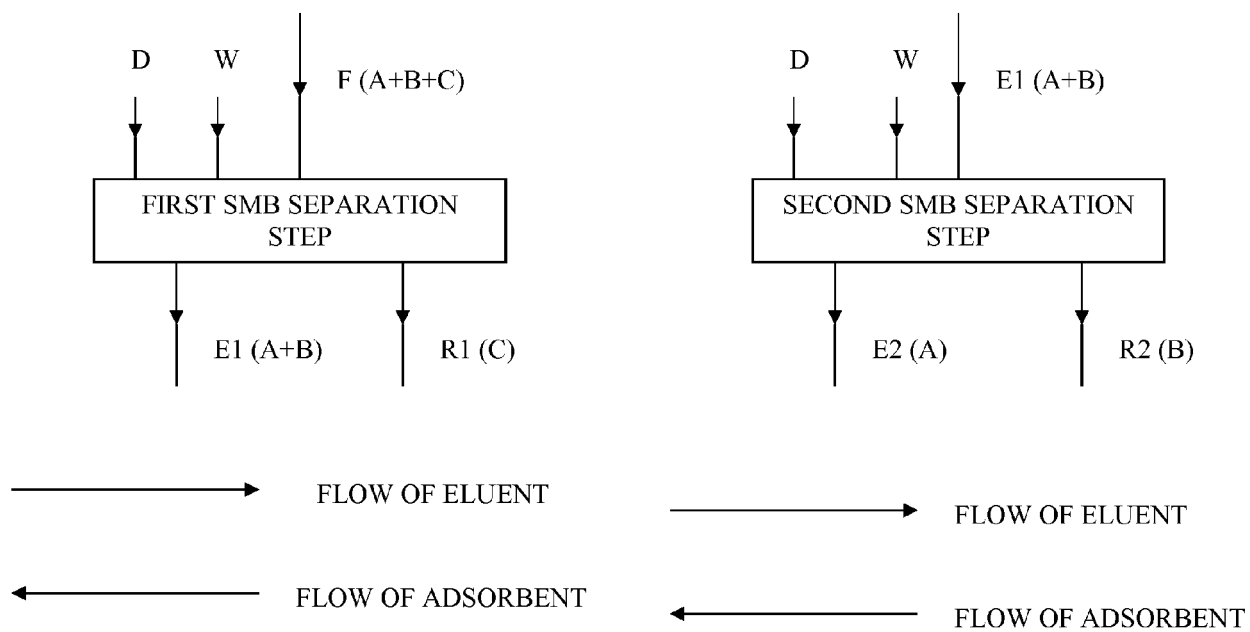 D
W
F (A+B+C)
FIRST SMB SEPARATION
STEP
E1 (A+B)
R1 (C)
FLOW OF ELUENT
FLOW OF ADSORBENT
D
W
E1 (A+B)
SECOND SMB SEPARATION
STEP
E2 (A)
R2 (B)
FLOW OF ELUENT
FLOW OF ADSORBENT